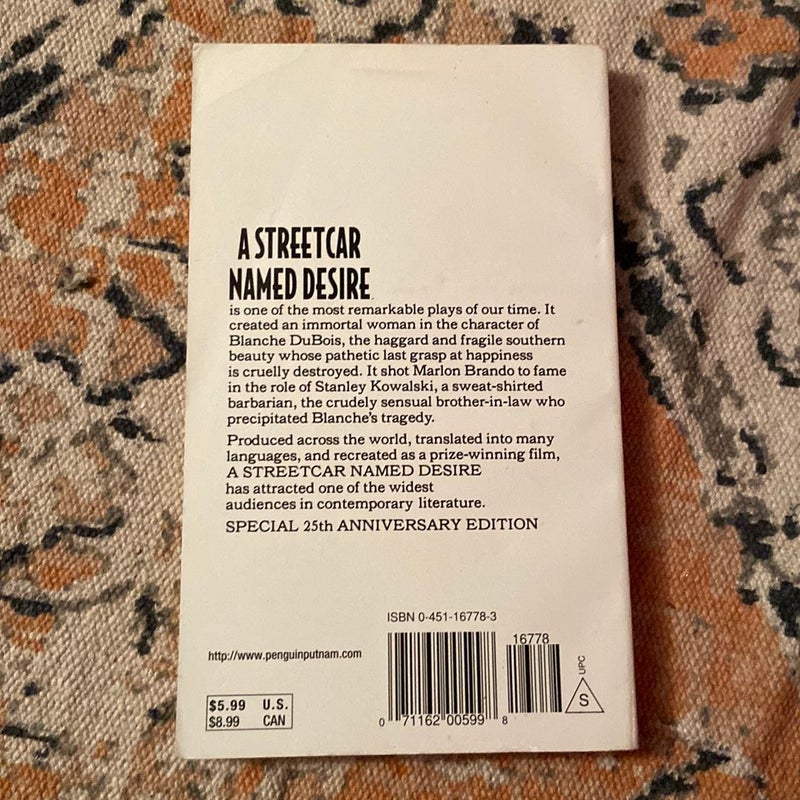 A STREETCAR
NAMED DESIRE
is one of the most remarkable plays of our time. It
created an immortal woman in the character of
Blanche DuBois, the haggard and fragile southern
beauty whose pathetic last grasp at happiness
is cruelly destroyed. It shot Marlon Brando to fame
in the role of Stanley Kowalski, a sweat-shirted
barbarian, the crudely sensual brother-in-law who
precipitated Blanche's tragedy.
Produced across the world, translated into many
languages, and recreated as a prize-winning film,
A STREETCAR NAMED DESIRE
has attracted one of the widest
audiences in contemporary literature.
SPECIAL 25th ANNIVERSARY EDITION
ISBN 0-451-16778-3
16778
http://www.penguinputnam.com
UPC
S
$5.99 U.S.
$8.99 CAN
0 71162 00599 8